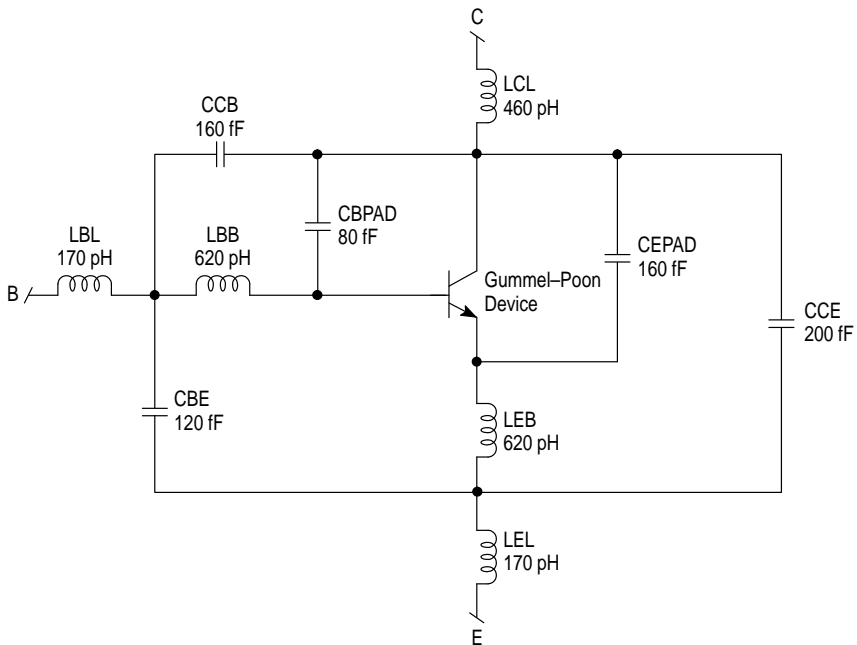 C
LCL
460 pH
CCB
160 fF
CBPAD
80 fF
CEPAD
160 fF
LBL
170 pH
LBB
620 pH
B
Gummel–Poon
Device
CCE
200 fF
CBE
120 fF
LEB
620 pH
LEL
170 pH
E